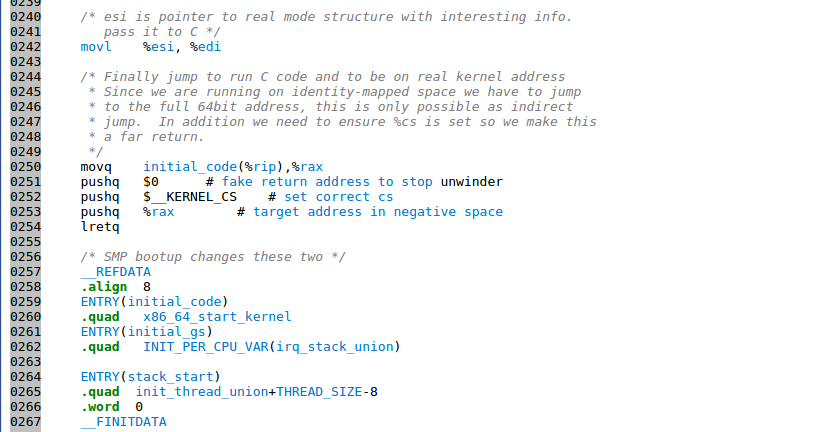 0239
0240 /* esi is pointer to real mode structure with interesting info.
0241 pass it to C */
0242 movl %esi, %edi
0243
0244 /* Finally jump to run C code and to be on real kernel address
0245 * Since we are running on identity-mapped space we have to jump
0246 * to the full 64bit address, this is only possible as indirect
0247 * jump. In addition we need to ensure %cs is set so we make this
0248 * a far return.
0249 */
0250 movq initial_code(%rip),%rax
0251 pushq $0 # fake return address to stop unwinder
0252 pushq $__KERNEL_CS # set correct cs
0253 pushq %rax # target address in negative space
0254 lretq
0255
0256 /* SMP bootup changes these two */
0257 __REFDATA
0258 .align 8
0259 ENTRY(initial_code)
0260 .quad x86_64_start_kernel
0261 ENTRY(initial_gs)
0262 .quad INIT_PER_CPU_VAR(irq_stack_union)
0263
0264 ENTRY(stack_start)
0265 .quad init_thread_union+THREAD_SIZE-8
0266 .word 0
0267 __FINITDATA